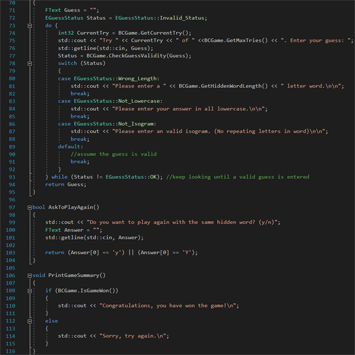 70 {
71 FText Guess = "";
72 EGuessStatus Status = EGuessStatus::Invalid_Status;
73 do {
74 int32 CurrentTry = BCGame.GetCurrentTry();
75 std::cout << "Try " << CurrentTry << " of " <<BCGame.GetMaxTries() << ". Enter your guess: ";
76 std::getline(std::cin, Guess);
77 Status = BCGame.CheckGuessValidity(Guess);
78 switch (Status)
79 {
80 case EGuessStatus::Wrong_Length:
81 std::cout << "Please enter a " << BCGame.GetHiddenWordLength() << " letter word.\n\n";
82 break;
83 case EGuessStatus::Not_Lowercase:
84 std::cout << "Please enter your answer in all lowercase.\n\n";
85 break;
86 case EGuessStatus::Not_Isogram:
87 std::cout << "Please enter an valid isogram. (No repeating letters in word)\n\n";
88 break;
89 default:
90 //assume the guess is valid
91 break;
92 }
93 } while (Status != EGuessStatus::OK); //keep looking until a valid guess is entered
94 return Guess;
95 }
96
97 bool AskToPlayAgain()
98 {
99 std::cout << "Do you want to play again with the same hidden word? (y/n)";
100 FText Answer = "";
101 std::getline(std::cin, Answer);
102
103 return (Answer[0] == 'y') || (Answer[0] == 'Y');
104 }
105
106 void PrintGameSummary()
107 {
108 if (BCGame.IsGameWon())
109 {
110 std::cout << "Congratulations, you have won the game!\n";
111 }
112 else
113 {
114 std::cout << "Sorry, try again.\n";
115 }
116 }